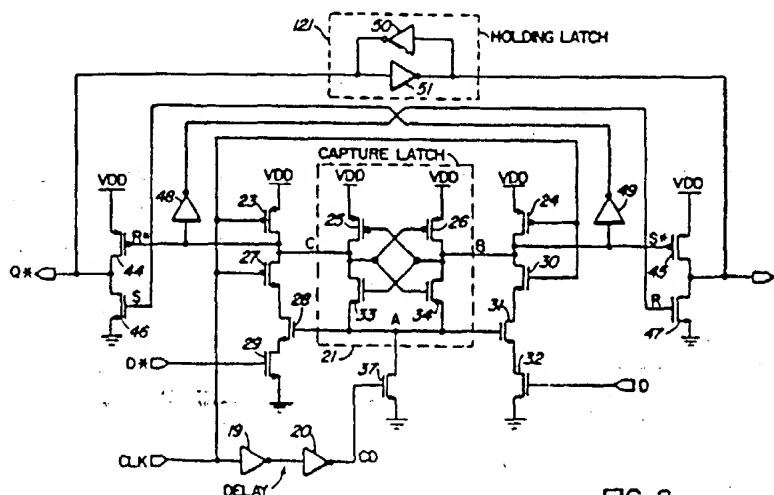 121
50
HOLDING LATCH
51
CAPTURE LATCH
VDD
VDD
VDD
VDD
VDD
VDD
48
23
25
26
24
49
R*
C
B
S*
Q*
44
27
30
45
S
33
34
31
R
46
28
A
47
29
21
37
32
D*
D
19
20
CLK
CD
DELAY